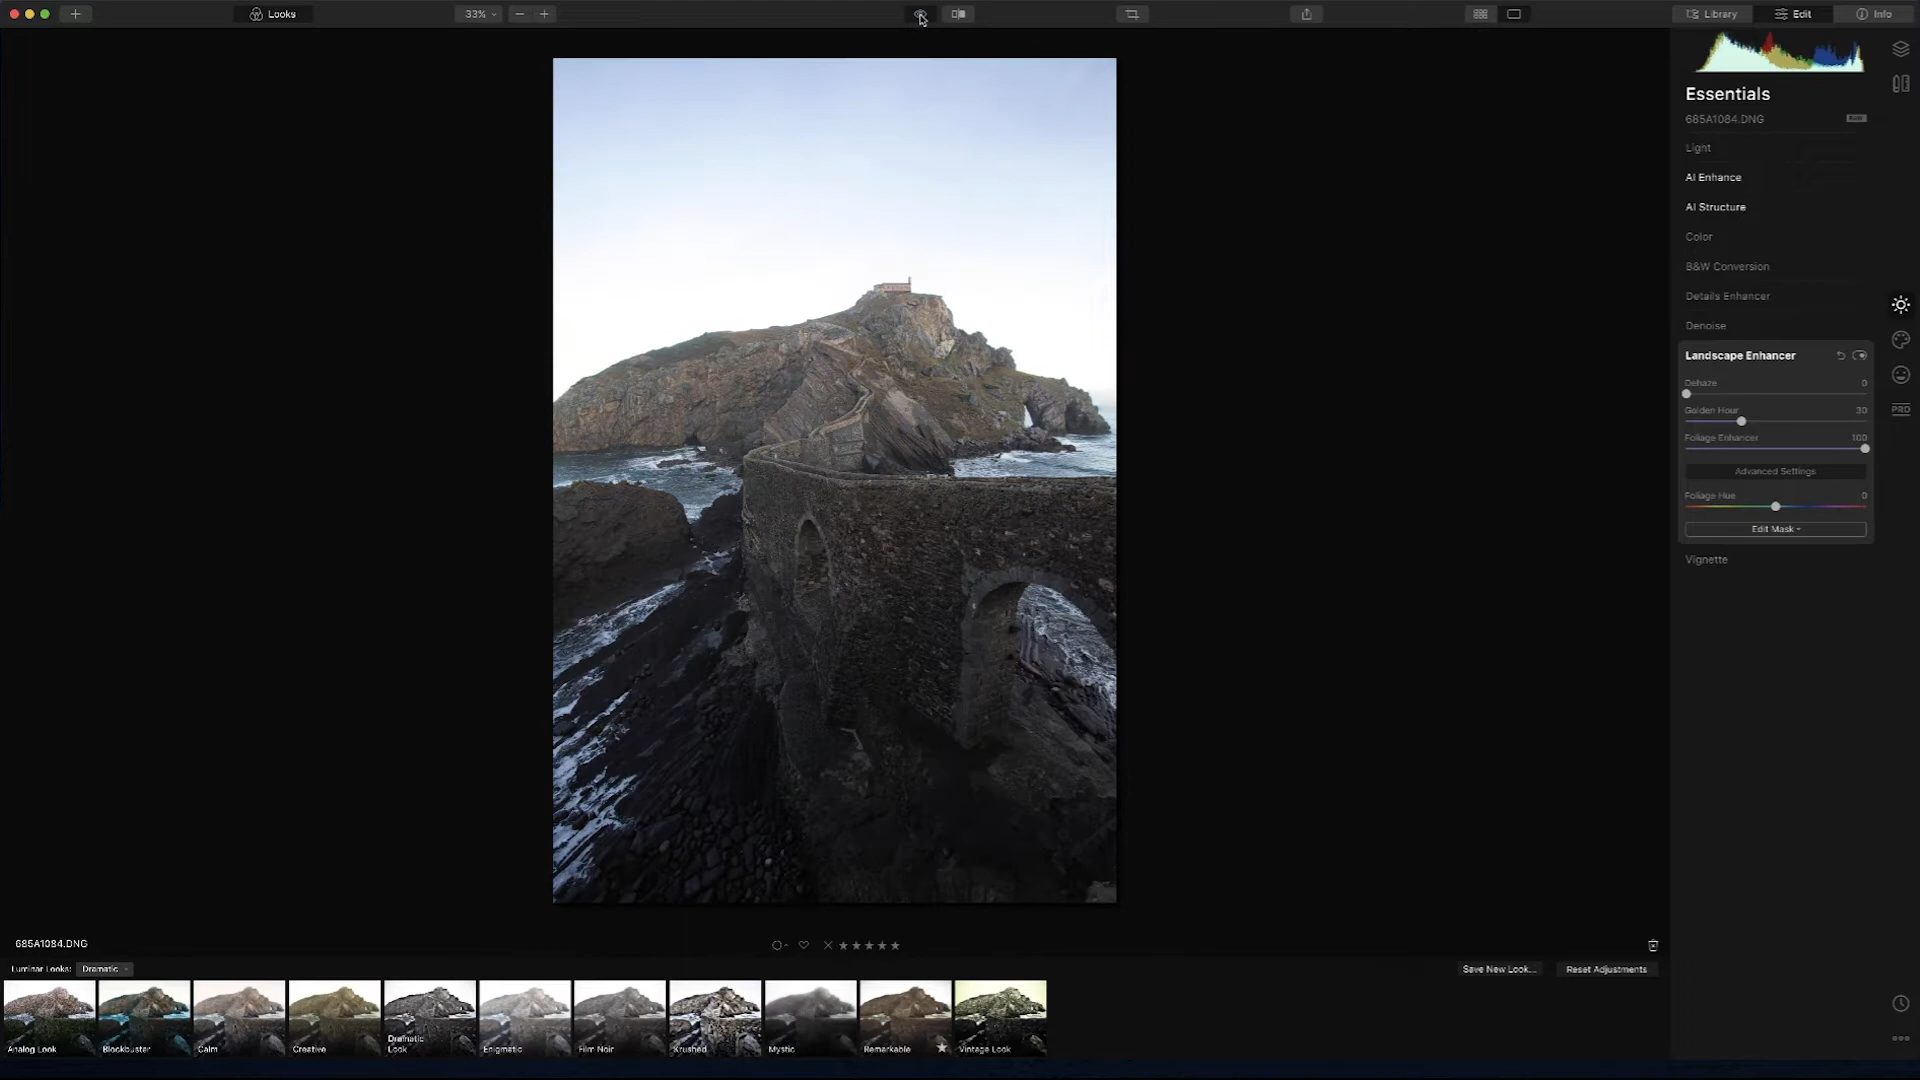 Looks
33%
Library
Edit
Info
Essentials
685A1084.DNG
Light
AI Enhance
AI Structure
Color
B&W Conversion
Details Enhancer
Denoise
Landscape Enhancer
Dehaze 0
Golden Hour 30
Foliage Enhancer 100
Advanced Settings
Foliage Hue 0
Edit Mask
Vignette
PRO
685A1084.DNG
Luminar Looks: Dramatic
Save New Look...
Reset Adjustments
Analog Look
Blockbuster
Calm
Creative
Dramatic
Look
Enigmatic
Film Noir
Krushed
Mystic
Remarkable
Vintage Look